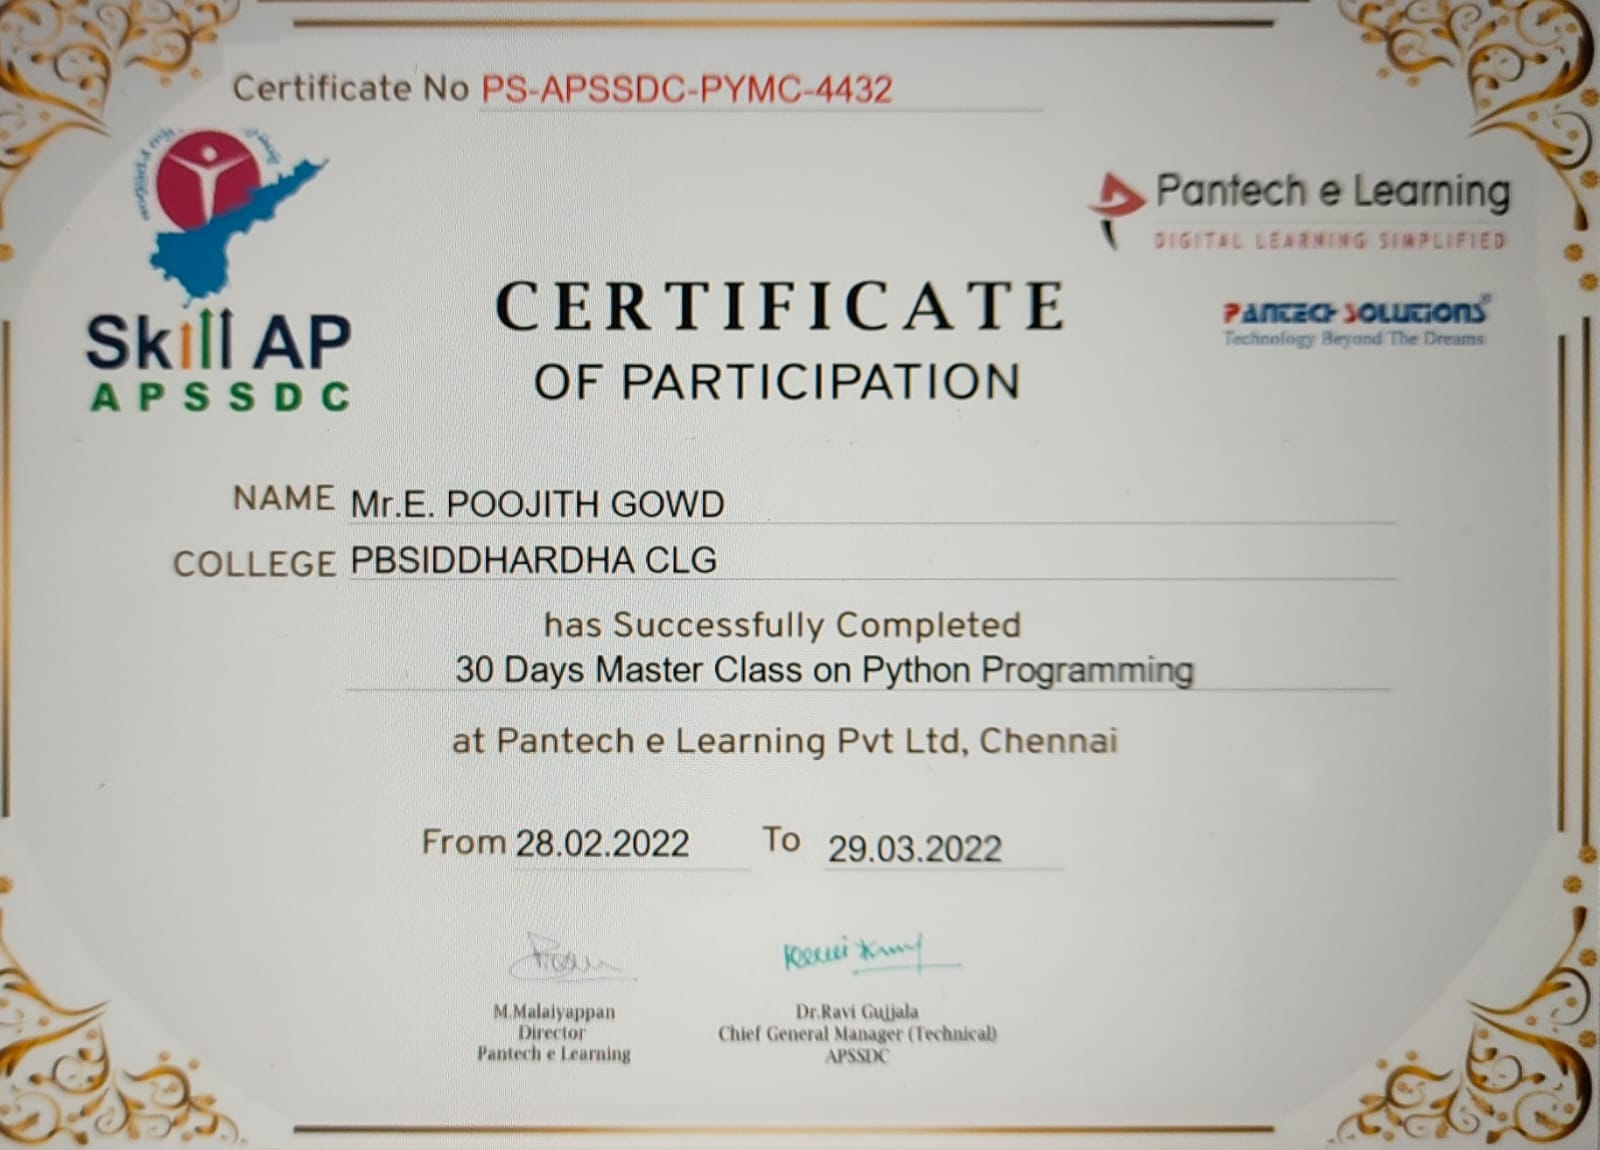 Certificate No PS-APSSDC-PYMC-4432
Skill AP
APSSDC
Pantech e Learning
DIGITAL LEARNING SIMPLIFIED
PANTECH SOLUTIONS®
Technology Beyond The Dreams
CERTIFICATE
OF PARTICIPATION
NAME Mr.E. POOJITH GOWD
COLLEGE PBSIDDHARDHA CLG
has Successfully Completed
30 Days Master Class on Python Programming
at Pantech e Learning Pvt Ltd, Chennai
From 28.02.2022 To 29.03.2022
M.Malaiyappan
Director
Pantech e Learning
Dr.Ravi Gujjala
Chief General Manager (Technical)
APSSDC